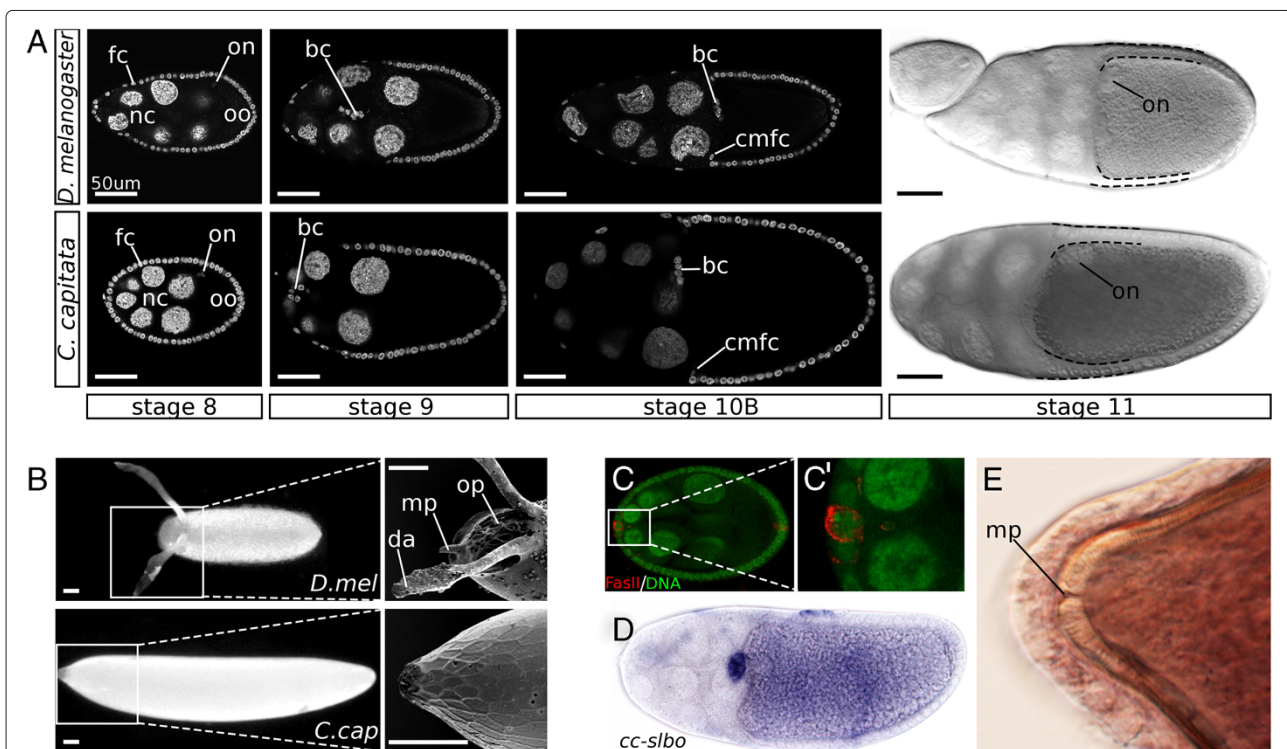 A
D. melanogaster
fc
on
nc
oo
50um
bc
bc
cmfc
on
C. capitata
fc
on
nc
oo
bc
bc
cmfc
on
stage 8
stage 9
stage 10B
stage 11
B
op
mp
da
D.mel
C.cap
C
FasII/DNA
C'
D
cc-slbo
E
mp